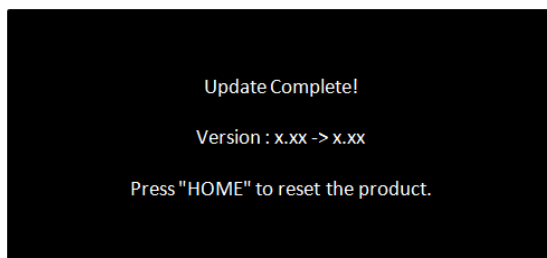 Update Complete!
Version : x.xx -> x.xx
Press "HOME" to reset the product.